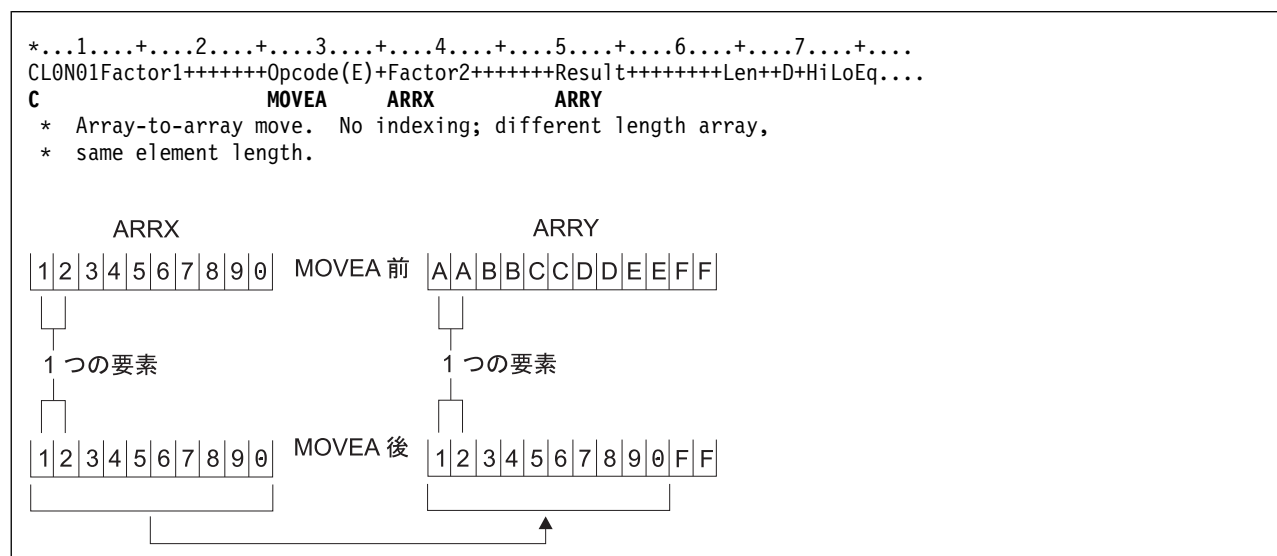 *...1....+....2....+....3....+....4....+....5....+....6....+....7....+....
CL0N01Factor1+++++++Opcode(E)+Factor2+++++++Result++++++++Len++D+HiLoEq....
C                    MOVEA     ARRX          ARRY
 *  Array-to-array move.  No indexing; different length array,
 *  same element length.
ARRX ARRY
1 2 3 4 5 6 7 8 9 0 MOVEA 前 A A B B C C D D E E F F
1 つの要素 1 つの要素
1 2 3 4 5 6 7 8 9 0 MOVEA 後 1 2 3 4 5 6 7 8 9 0 F F